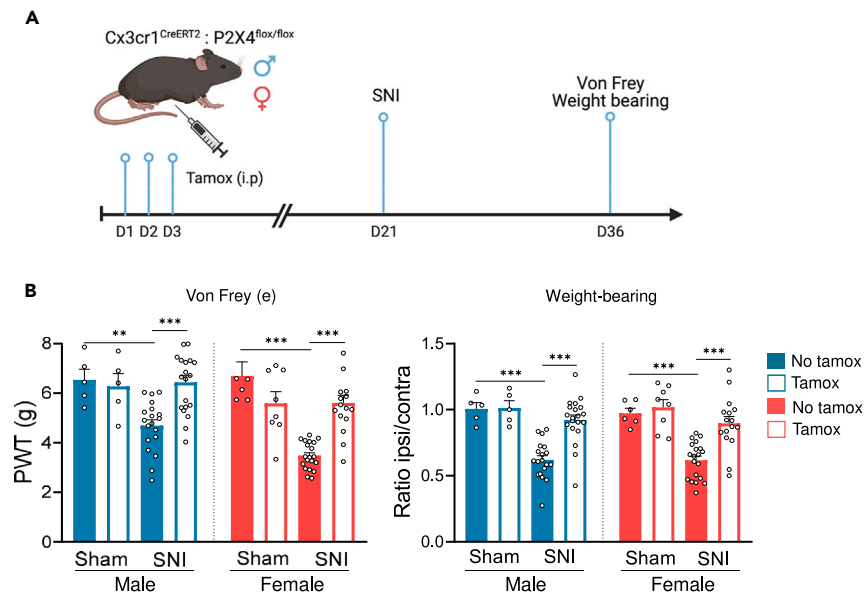 A
Cx3cr1CreERT2 : P2X4flox/flox
♂
♀
Tamox (i.p)
SNI
Von Frey
Weight bearing
D1 D2 D3
D21
D36
B
Von Frey (e)
PWT (g)
8
6
4
2
0
** *** *** ***
Sham SNI Sham SNI
Male Female
Weight-bearing
Ratio ipsi/contra
1.5
1.0
0.5
0.0
*** *** *** ***
Sham SNI Sham SNI
Male Female
No tamox
Tamox
No tamox
Tamox